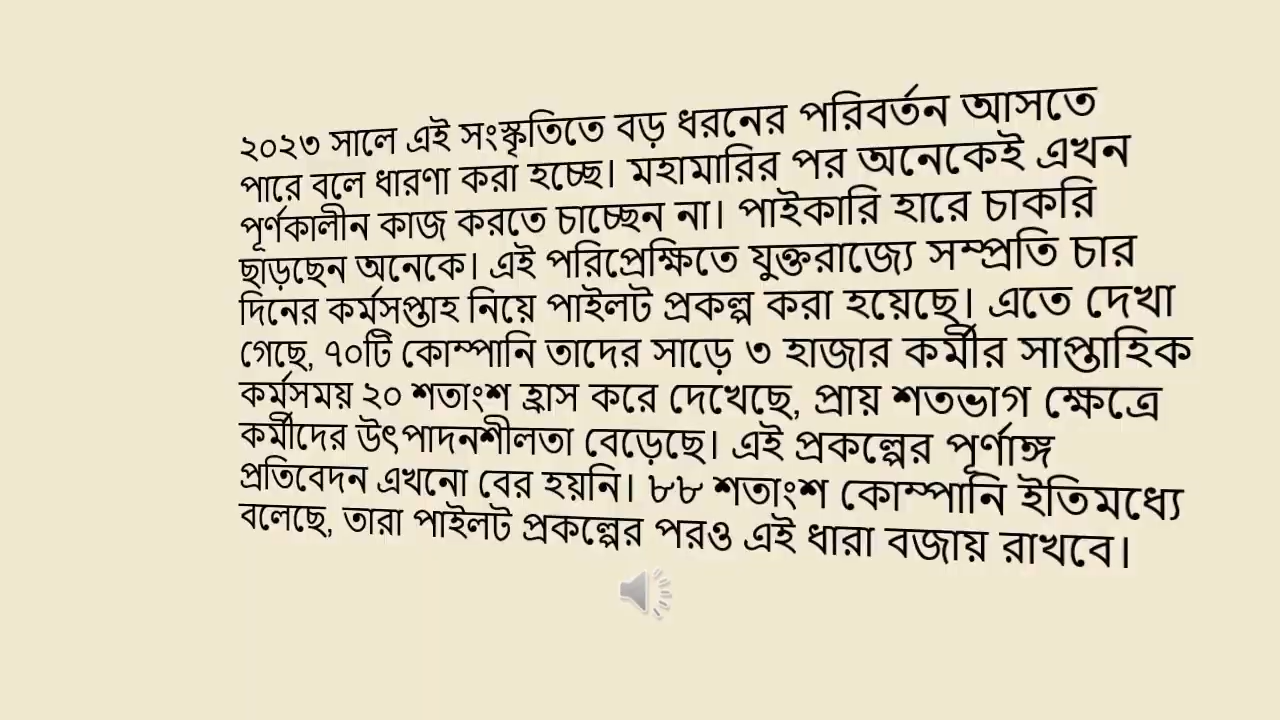 ২০২৩ সালে এই সংস্কৃতিতে বড় ধরনের পরিবর্তন আসতে
পারে বলে ধারণা করা হচ্ছে। মহামারির পর অনেকেই এখন
পূর্ণকালীন কাজ করতে চাচ্ছেন না। পাইকারি হারে চাকরি
ছাড়ছেন অনেকে। এই পরিপ্রেক্ষিতে যুক্তরাজ্যে সম্প্রতি চার
দিনের কর্মসপ্তাহ নিয়ে পাইলট প্রকল্প করা হয়েছে। এতে দেখা
গেছে, ৭০টি কোম্পানি তাদের সাড়ে ৩ হাজার কর্মীর সাপ্তাহিক
কর্মসময় ২০ শতাংশ হ্রাস করে দেখেছে, প্রায় শতভাগ ক্ষেত্রে
কর্মীদের উৎপাদনশীলতা বেড়েছে। এই প্রকল্পের পূর্ণাঙ্গ
প্রতিবেদন এখনো বের হয়নি। ৮৮ শতাংশ কোম্পানি ইতিমধ্যে
বলেছে, তারা পাইলট প্রকল্পের পরও এই ধারা বজায় রাখবে।